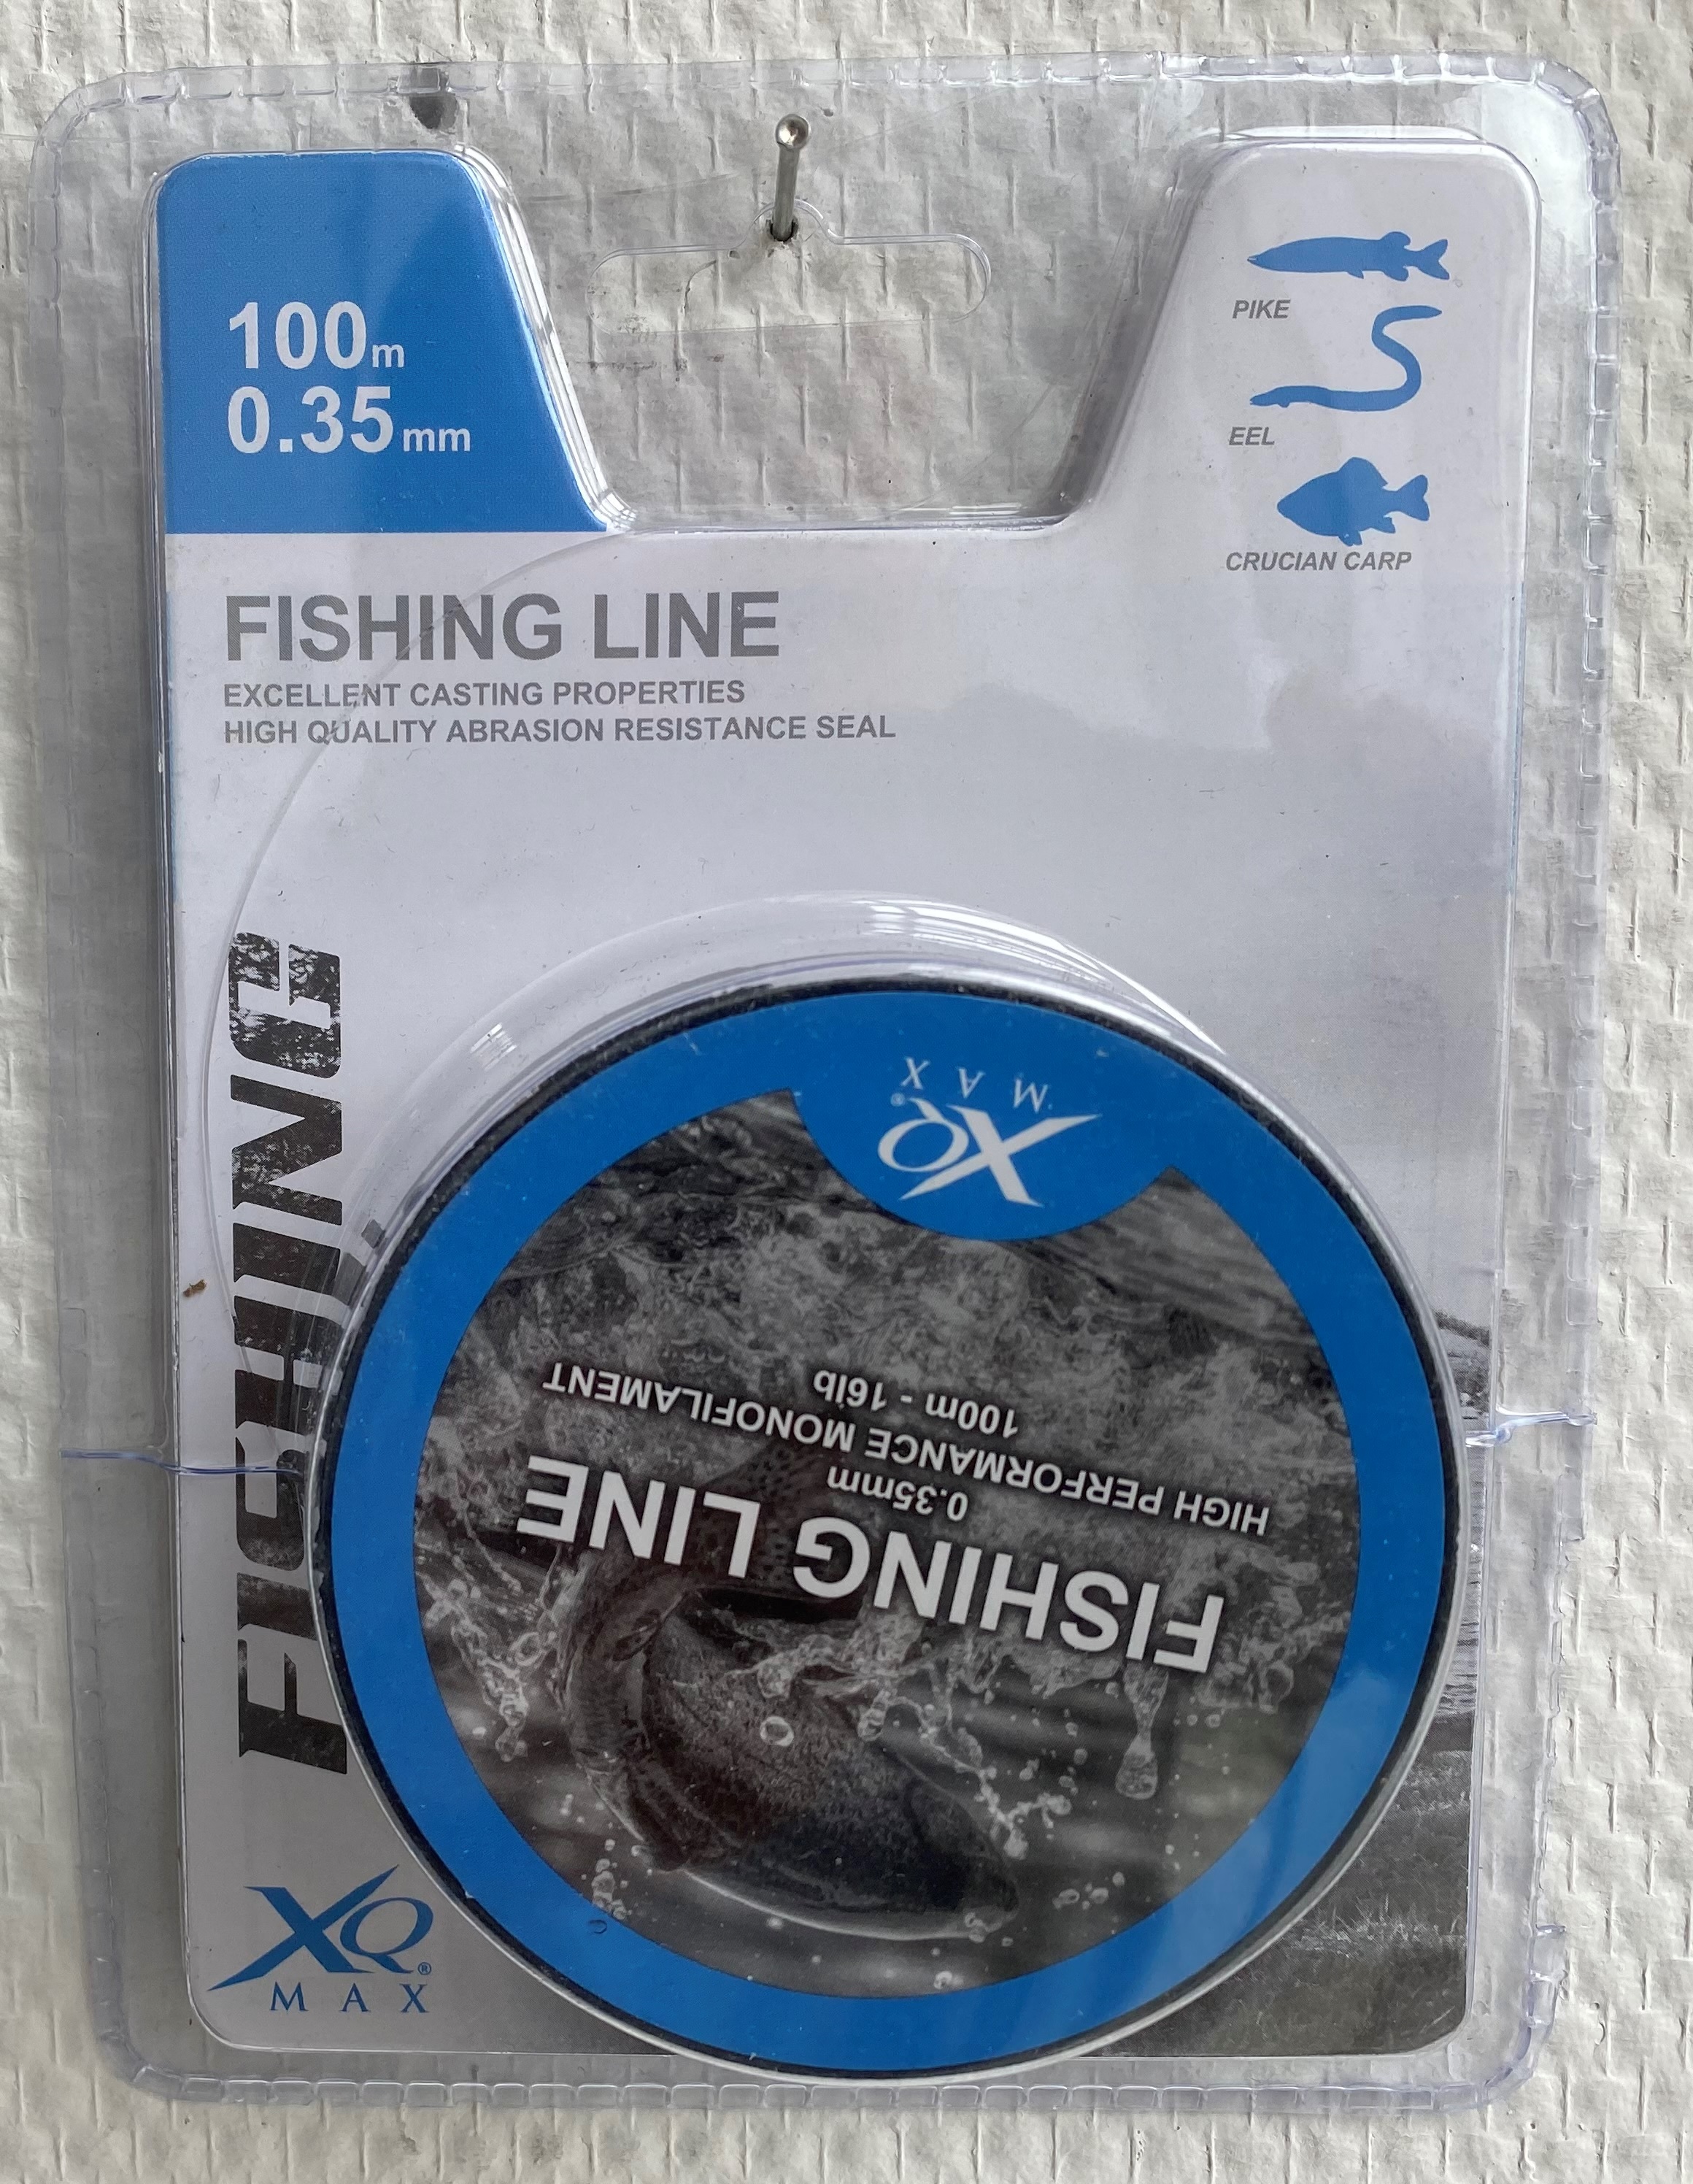 100m
0.35mm
PIKE
EEL
CRUCIAN CARP
FISHING LINE
EXCELLENT CASTING PROPERTIES
HIGH QUALITY ABRASION RESISTANCE SEAL
FISHING
XQ®
MAX
XQ®
MAX
FISHING LINE
0.35mm
HIGH PERFORMANCE MONOFILAMENT
100m - 16lb